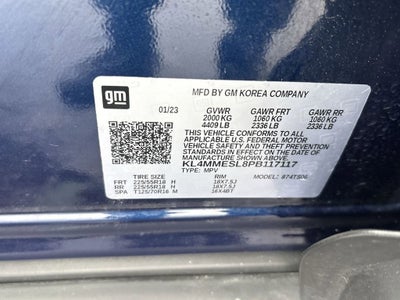 gm
MFD BY GM KOREA COMPANY
01/23 GVWR GAWR FRT GAWR RR
2000 KG 1060 KG 1060 KG
4409 LB 2336 LB 2336 LB
THIS VEHICLE CONFORMS TO ALL
APPLICABLE U.S. FEDERAL MOTOR
VEHICLE SAFETY, BUMPER, AND THEFT
PREVENTION STANDARDS IN EFFECT ON
THE DATE OF MANUFACTURE SHOWN ABOVE.
KL4MMESL8PB117117
TYPE: MPV
TIRE SIZE RIM MODEL:
FRT 225/55R18 H 18X7.5J
RR 225/55R18 H 18X7.5J
SPA T125/70R16 M 16X4BT